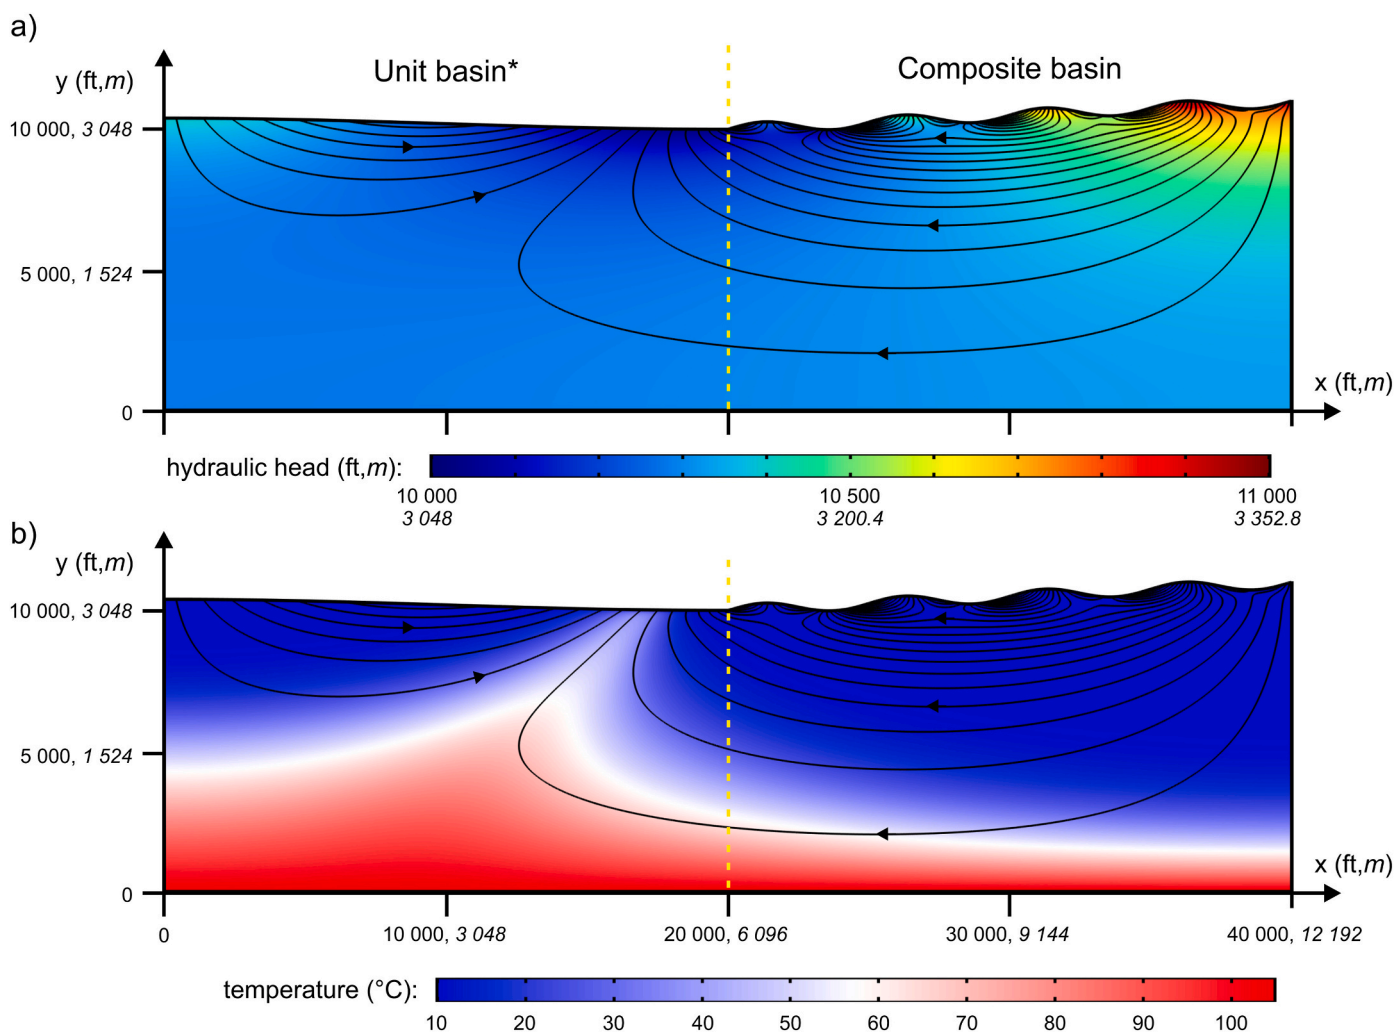 a)
y (ft,m)
Unit basin*
Composite basin
10 000, 3 048
5 000, 1 524
0
x (ft,m)
hydraulic head (ft,m):
10 000
3 048
10 500
3 200.4
11 000
3 352.8
b)
y (ft,m)
10 000, 3 048
5 000, 1 524
0
x (ft,m)
0
10 000, 3 048
20 000, 6 096
30 000, 9 144
40 000, 12 192
temperature (°C):
10 20 30 40 50 60 70 80 90 100